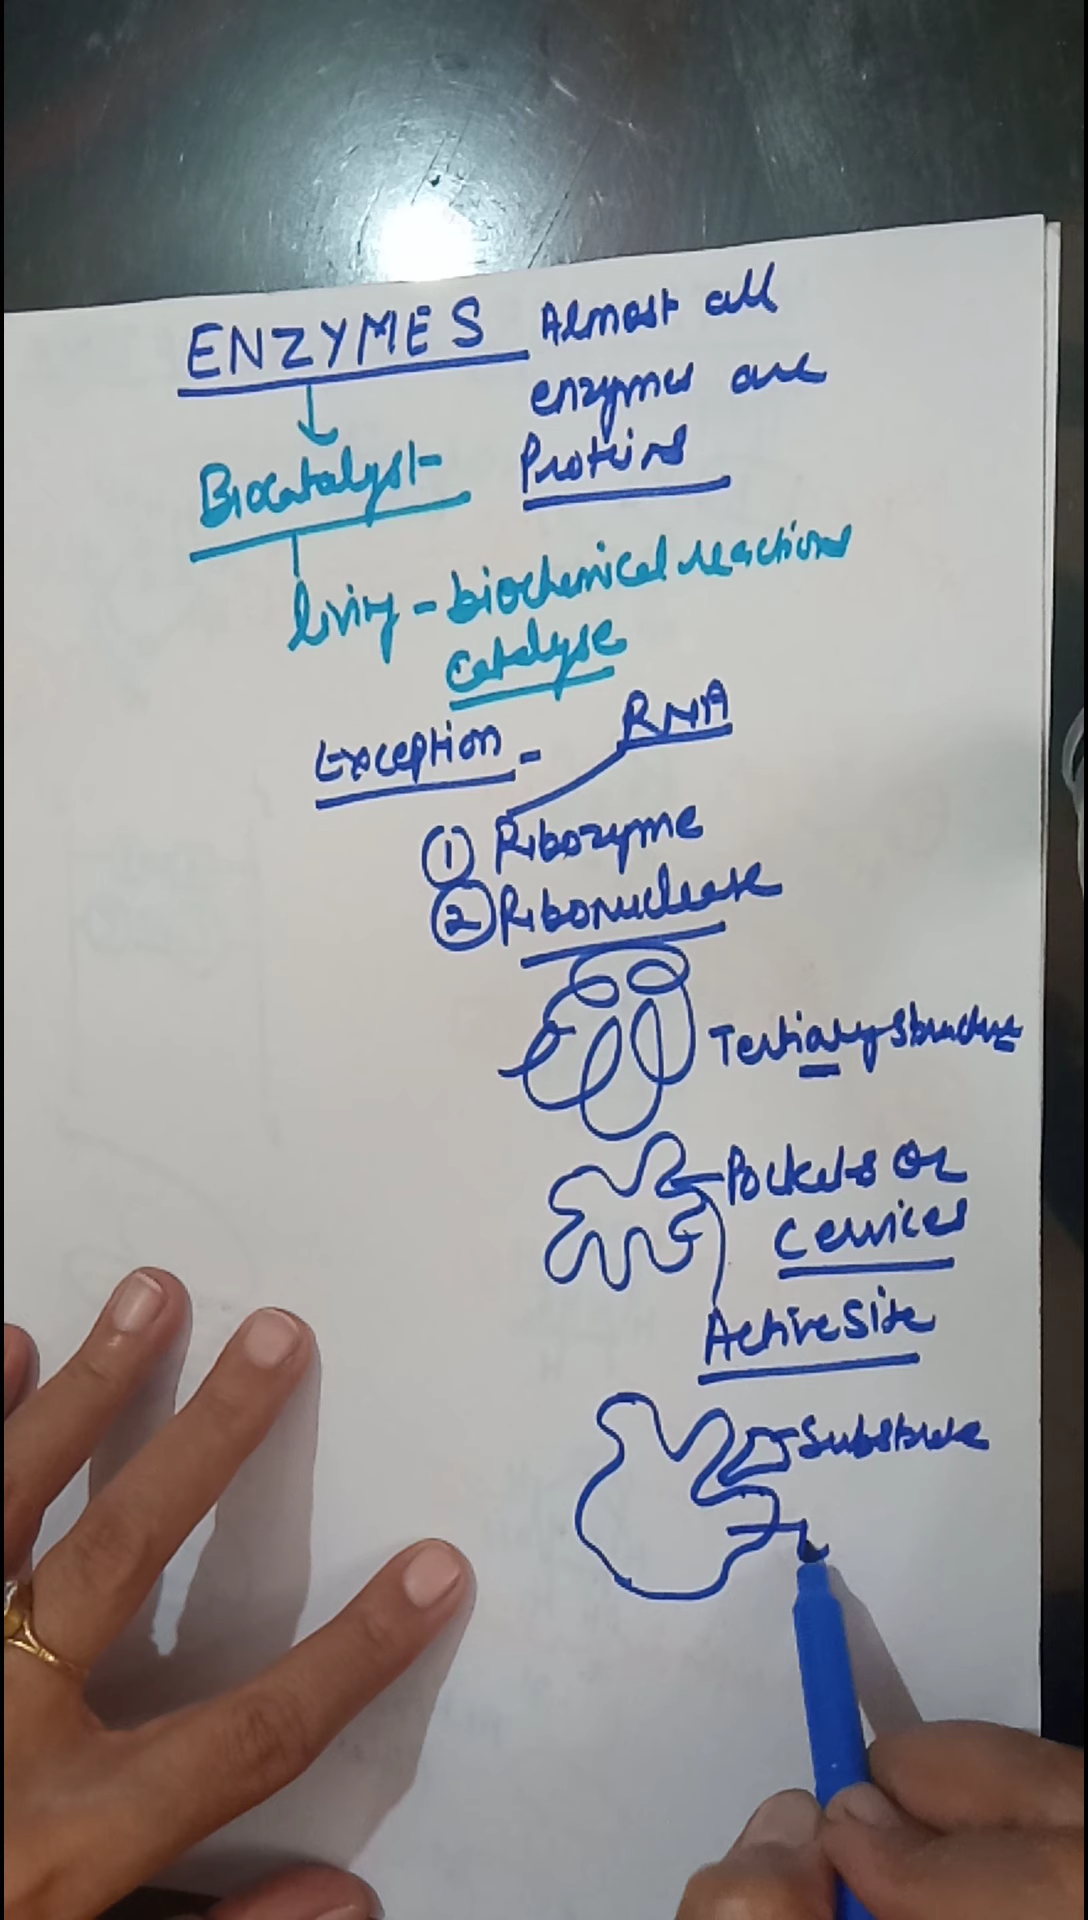 ENZYMES
Almost all
enzymes are
Proteins
Biocatalyst
living - biochemical reactions
catalyse
Exception - RNA
① Ribozyme
② Ribonuclease
Tertiary structure
Pockets or
Cervices
Active Site
Substrate